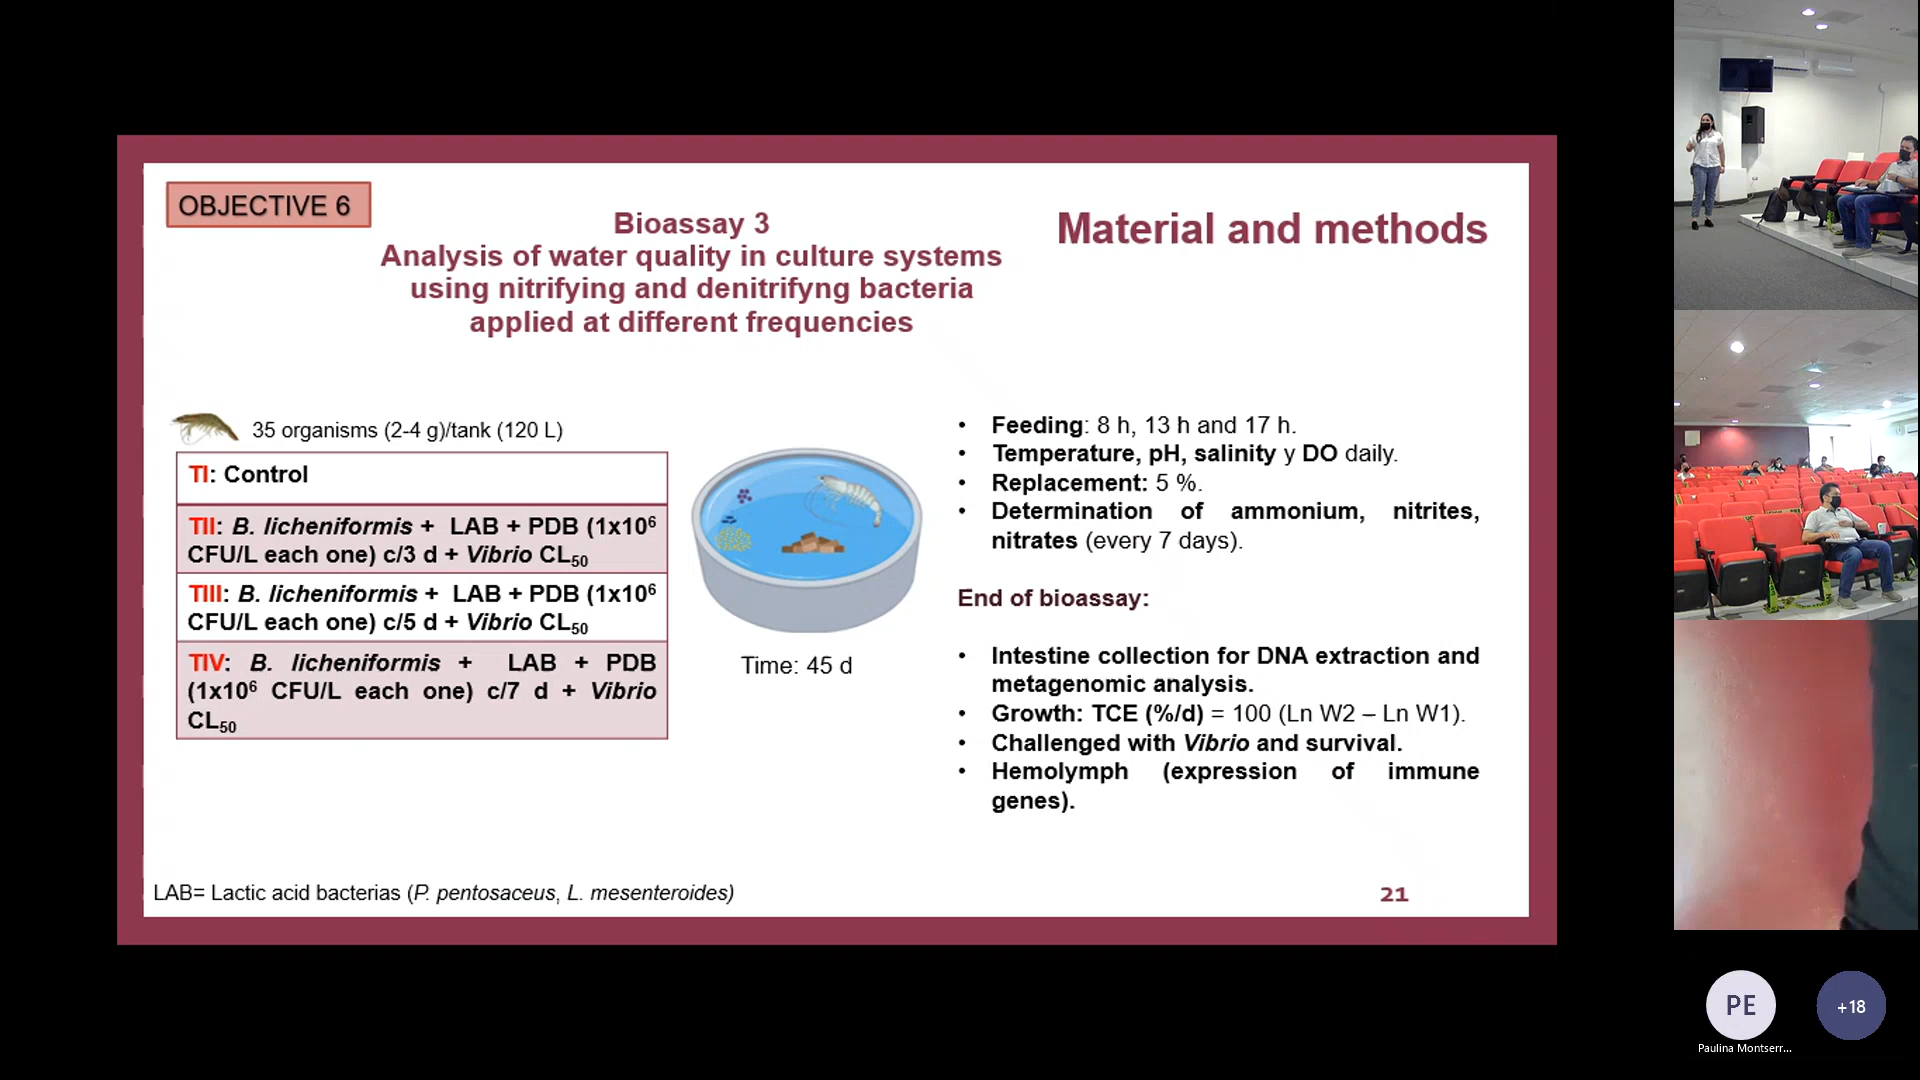 OBJECTIVE 6
Bioassay 3
Analysis of water quality in culture systems
using nitrifying and denitrifyng bacteria
applied at different frequencies
Material and methods
35 organisms (2-4 g)/tank (120 L)
TI: Control
TII: B. licheniformis + LAB + PDB (1x10⁶
CFU/L each one) c/3 d + Vibrio CL₅₀
TIII: B. licheniformis + LAB + PDB (1x10⁶
CFU/L each one) c/5 d + Vibrio CL₅₀
TIV: B. licheniformis + LAB + PDB
(1x10⁶ CFU/L each one) c/7 d + Vibrio
CL₅₀
Time: 45 d
• Feeding: 8 h, 13 h and 17 h.
• Temperature, pH, salinity y DO daily.
• Replacement: 5 %.
• Determination of ammonium, nitrites,
nitrates (every 7 days).
End of bioassay:
• Intestine collection for DNA extraction and
metagenomic analysis.
• Growth: TCE (%/d) = 100 (Ln W2 – Ln W1).
• Challenged with Vibrio and survival.
• Hemolymph (expression of immune
genes).
LAB= Lactic acid bacterias (P. pentosaceus, L. mesenteroides)
21
PE
+18
Paulina Montserr...